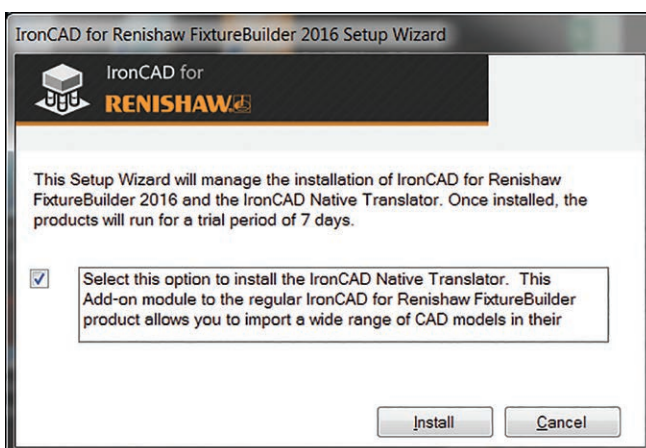 IronCAD for Renishaw FixtureBuilder 2016 Setup Wizard
IronCAD for
RENISHAW
This Setup Wizard will manage the installation of IronCAD for Renishaw
FixtureBuilder 2016 and the IronCAD Native Translator. Once installed, the
products will run for a trial period of 7 days.
Select this option to install the IronCAD Native Translator. This
Add-on module to the regular IronCAD for Renishaw FixtureBuilder
product allows you to import a wide range of CAD models in their
Install
Cancel